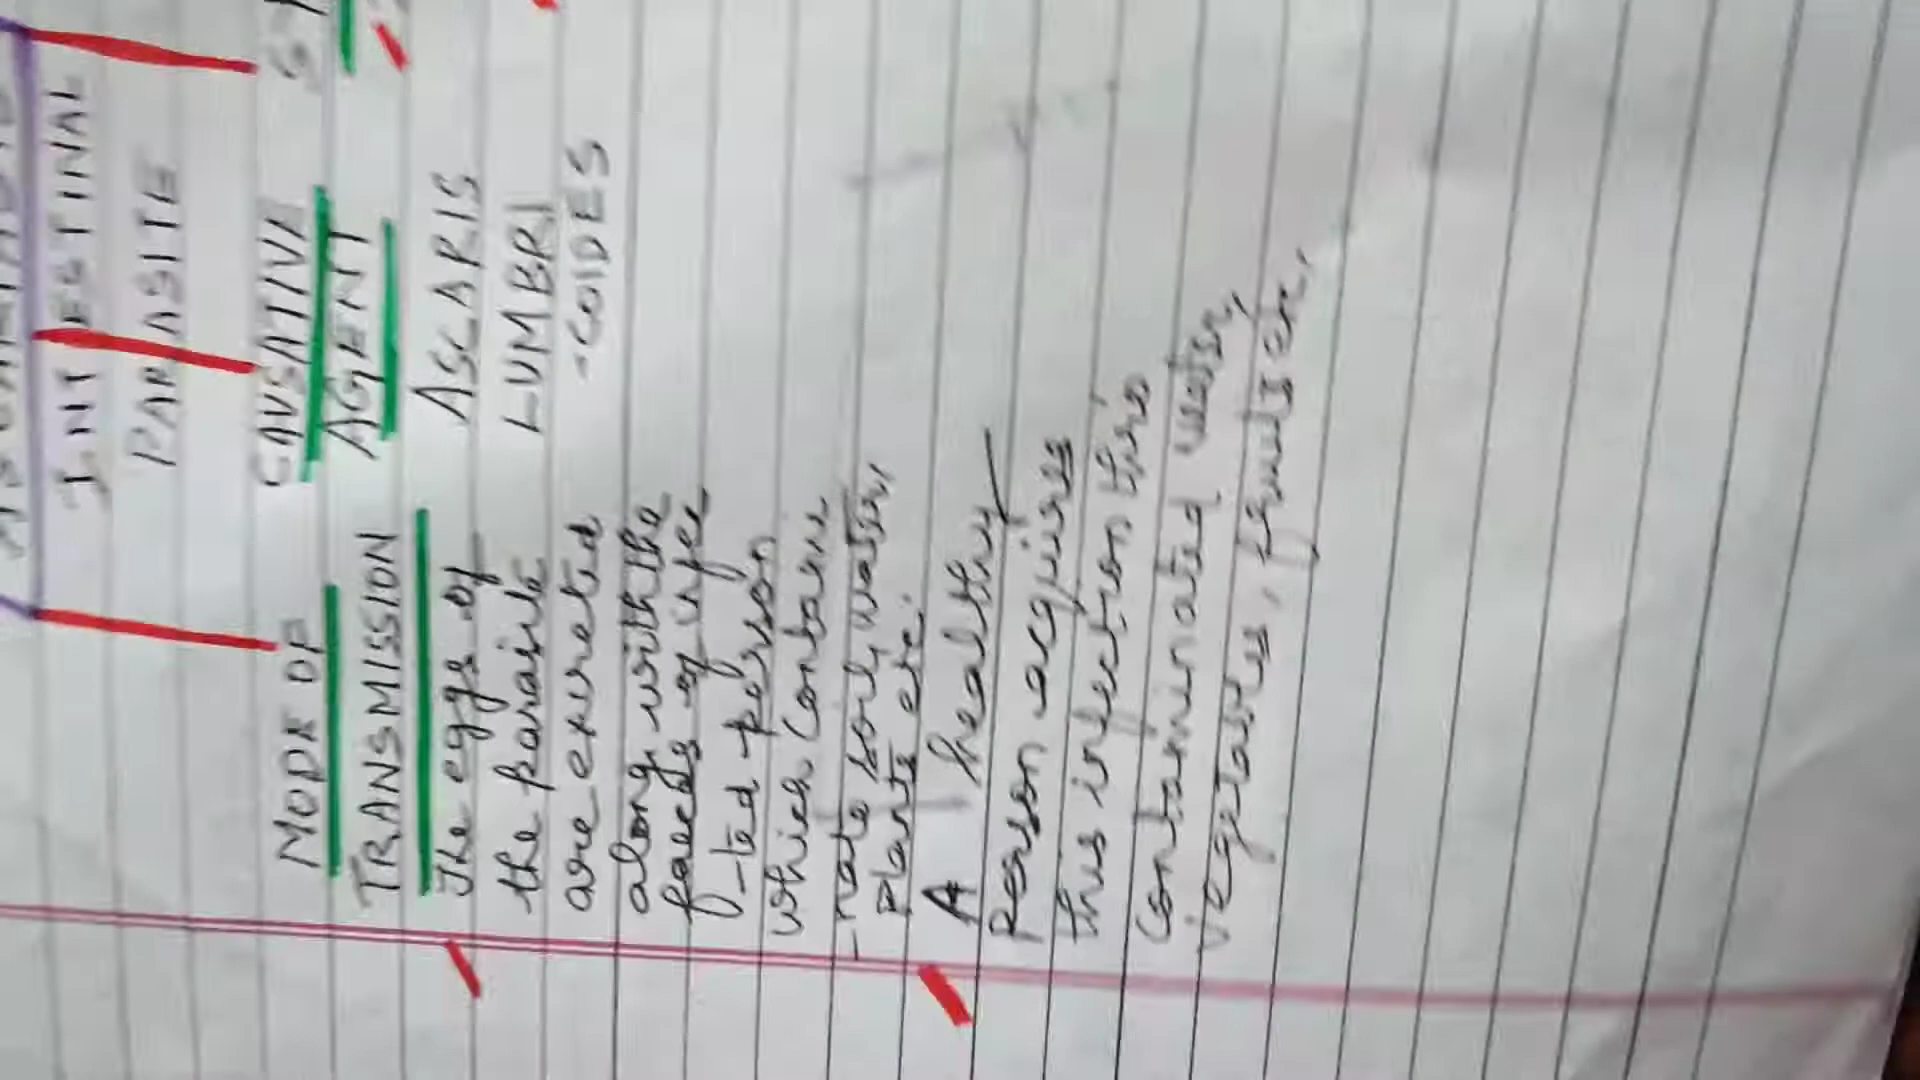 INTESTINAL
PARASITE
MODE OF
TRANSMISSION
The eggs of
the parasite
are exureted
along with the
faeces of infe
-ted person
which contami
-nate soil, water,
plants etc.
A healthy
Person acquires
this infection thro
contaminated water,
vegetables, fruits etc.
CAUSATIVE
AGENT
ASCARIS
LUMBRI
-COIDES